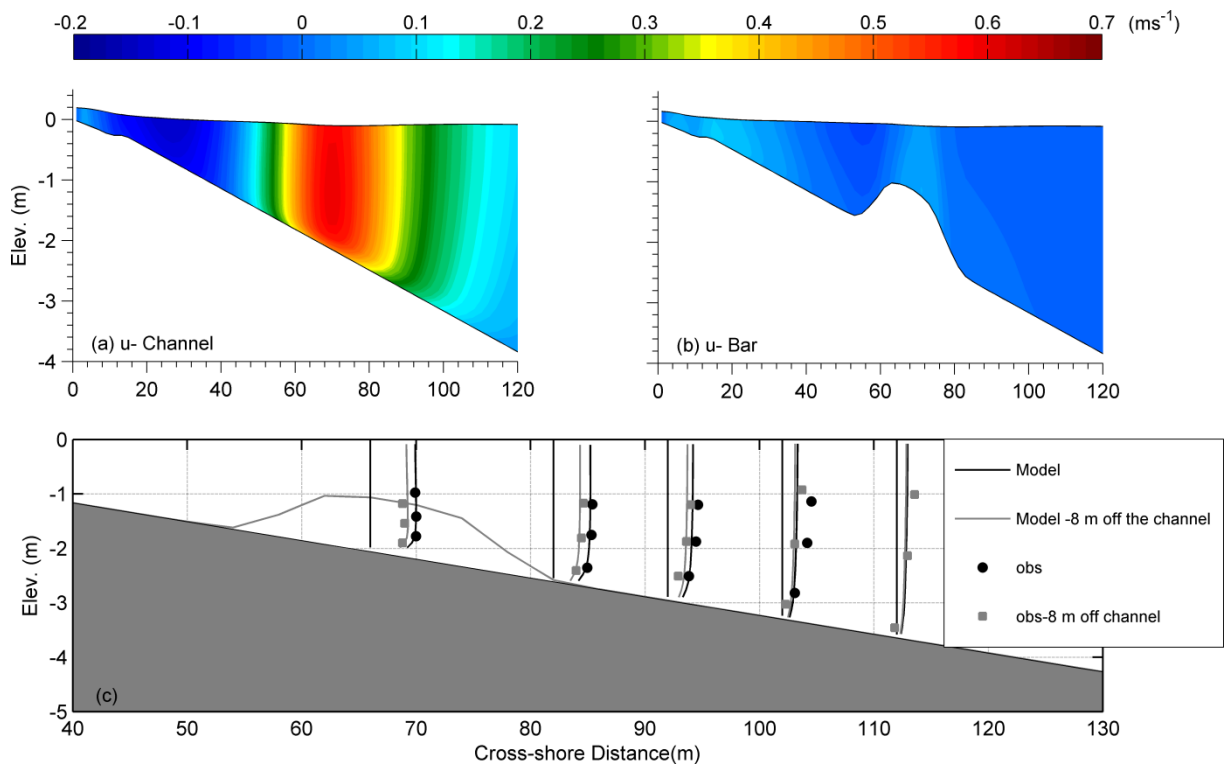 -0.2 -0.1 0 0.1 0.2 0.3 0.4 0.5 0.6 0.7 (ms-1)
0
-1
-2
-3
-4
Elev. (m)
(a) u- Channel
0 20 40 60 80 100 120
0
-1
-2
-3
-4
(b) u- Bar
0 20 40 60 80 100 120
0
-1
-2
-3
-4
-5
Elev. (m)
(c)
Model
Model -8 m off the channel
obs
obs-8 m off channel
40 50 60 70 80 90 100 110 120 130
Cross-shore Distance(m)